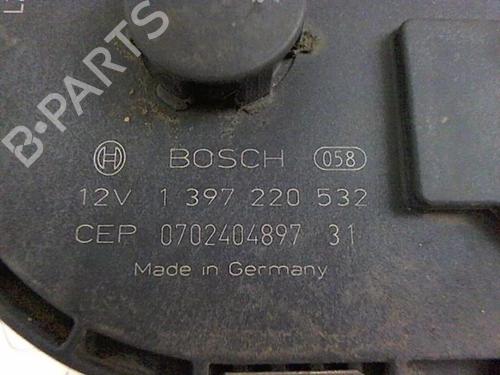 B-PARTS
BOSCH 058
12V 1 397 220 532
CEP 0702404897 31
Made in Germany